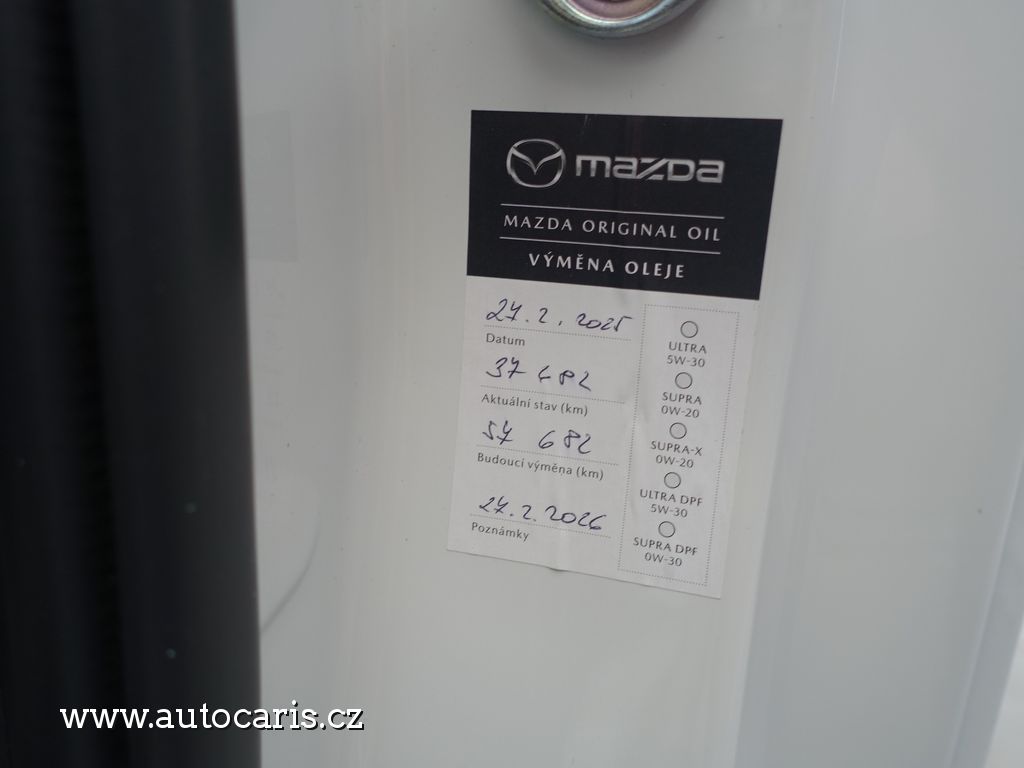 mazda
MAZDA ORIGINAL OIL
VÝMĚNA OLEJE
27.2.2025
Datum
37 682
Aktuální stav (km)
57 682
Budoucí výměna (km)
27.2.2026
Poznámky
ULTRA
5W-30
SUPRA
0W-20
SUPRA-X
0W-20
ULTRA DPF
5W-30
SUPRA DPF
0W-30
www.autocaris.cz